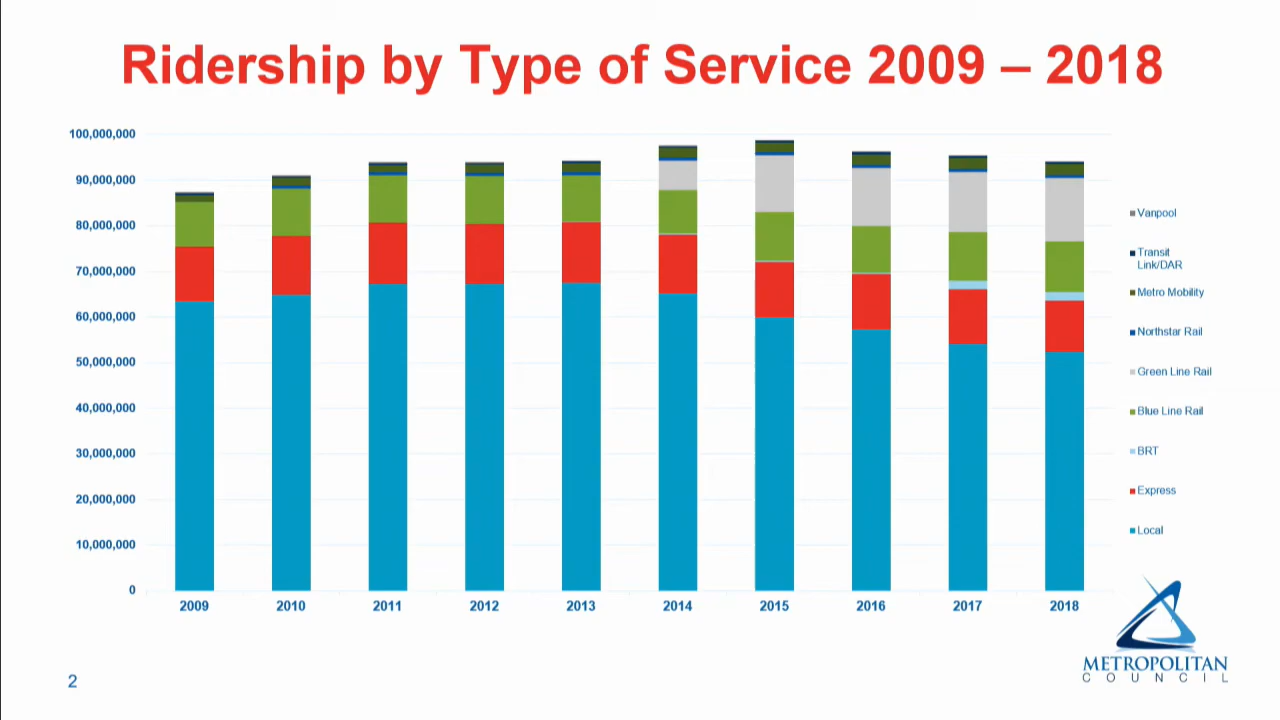 Ridership by Type of Service 2009 – 2018
100,000,000
90,000,000
80,000,000
70,000,000
60,000,000
50,000,000
40,000,000
30,000,000
20,000,000
10,000,000
0
2009 2010 2011 2012 2013 2014 2015 2016 2017 2018
Vanpool
Transit
Link/DAR
Metro Mobility
Northstar Rail
Green Line Rail
Blue Line Rail
BRT
Express
Local
METROPOLITAN
COUNCIL
2